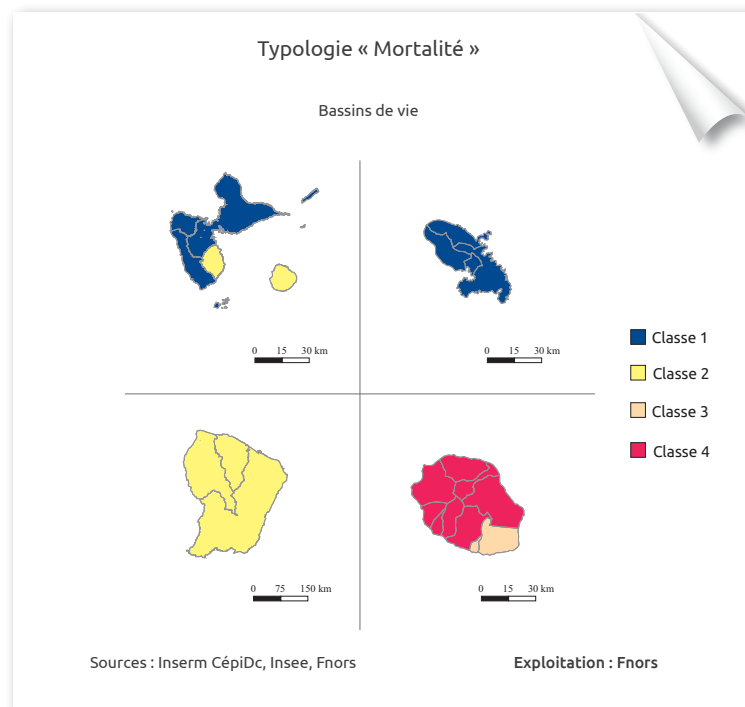 Typologie « Mortalité »
Bassins de vie
0 15 30 km
0 15 30 km
Classe 1
Classe 2
Classe 3
Classe 4
0 75 150 km
0 15 30 km
Sources : Inserm CépiDc, Insee, Fnors
Exploitation : Fnors